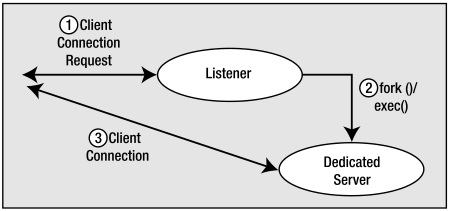 ① Client
Connection
Request
Listener
② fork ()/
exec()
③ Client
Connection
Dedicated
Server